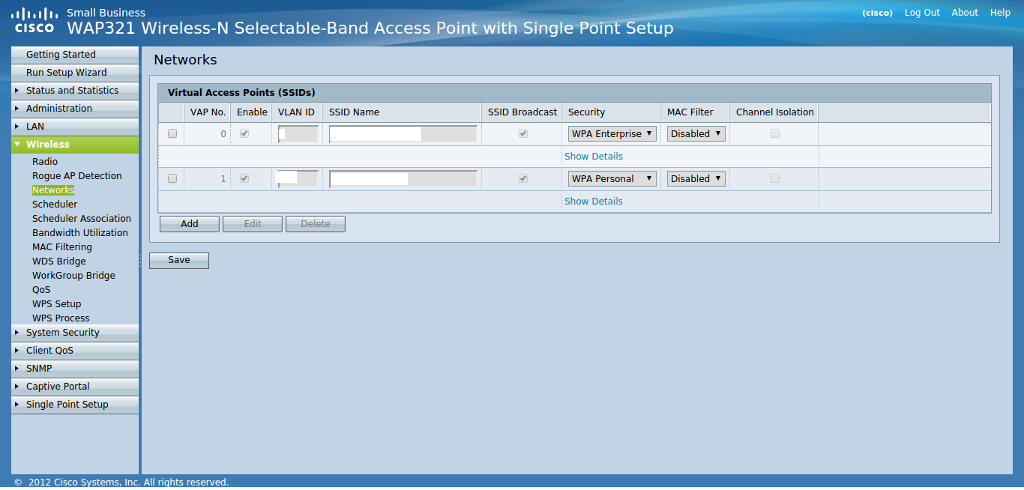 Small Business
(cisco) Log Out About Help
CISCO
WAP321 Wireless-N Selectable-Band Access Point with Single Point Setup
Getting Started
Run Setup Wizard
Status and Statistics
Administration
LAN
Wireless
Radio
Rogue AP Detection
Networks
Scheduler
Scheduler Association
Bandwidth Utilization
MAC Filtering
WDS Bridge
WorkGroup Bridge
QoS
WPS Setup
WPS Process
System Security
Client QoS
SNMP
Captive Portal
Single Point Setup
Networks
Virtual Access Points (SSIDs)
VAP No. Enable VLAN ID SSID Name SSID Broadcast Security MAC Filter Channel Isolation
0 WPA Enterprise Disabled
Show Details
1 WPA Personal Disabled
Show Details
Add Edit Delete
Save
© 2012 Cisco Systems, Inc. All rights reserved.